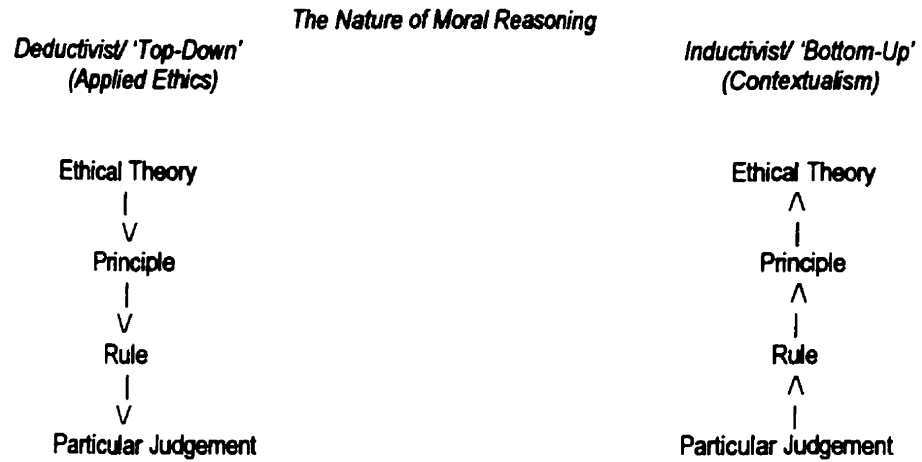 The Nature of Moral Reasoning
Deductivist/ 'Top-Down'
(Applied Ethics)
Inductivist/ 'Bottom-Up'
(Contextualism)
Ethical Theory
Principle
Rule
Particular Judgement
Ethical Theory
Principle
Rule
Particular Judgement